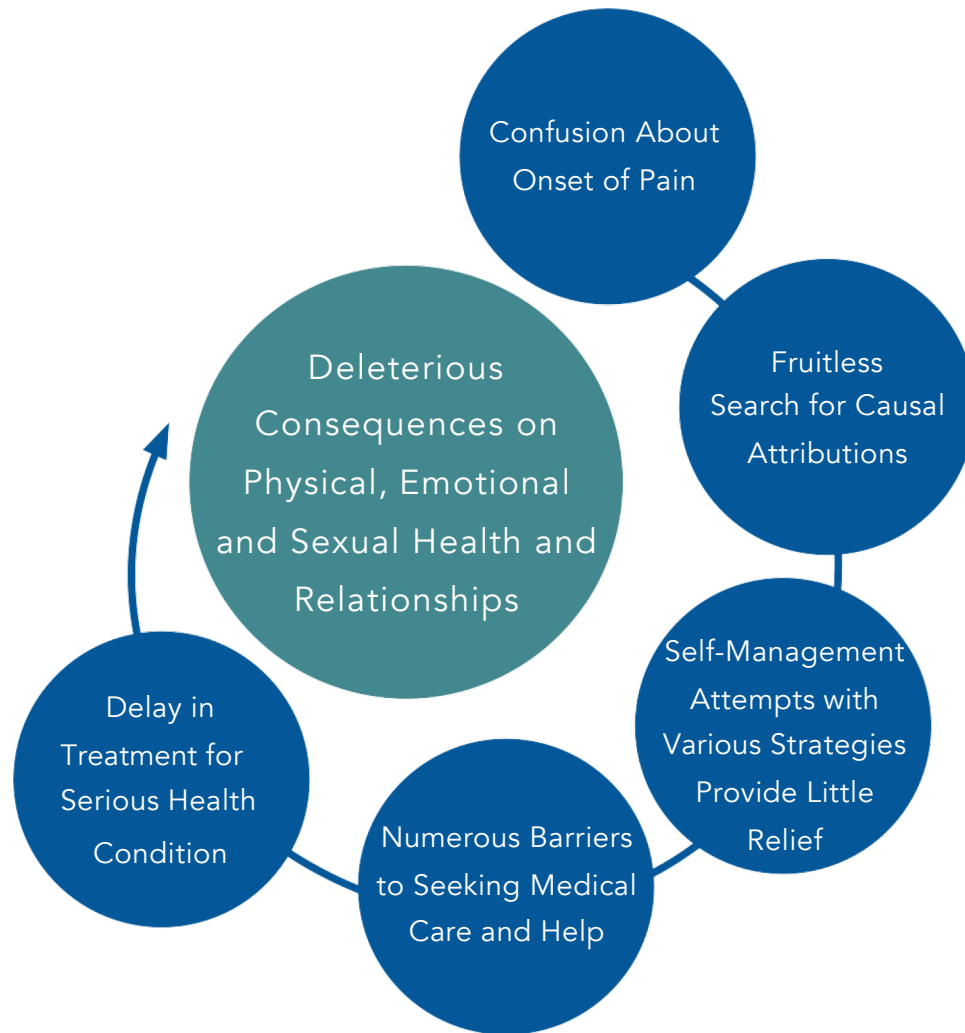 Confusion About
Onset of Pain
Fruitless
Search for Causal
Attributions
Self-Management
Attempts with
Various Strategies
Provide Little
Relief
Numerous Barriers
to Seeking Medical
Care and Help
Delay in
Treatment for
Serious Health
Condition
Deleterious
Consequences on
Physical, Emotional
and Sexual Health and
Relationships